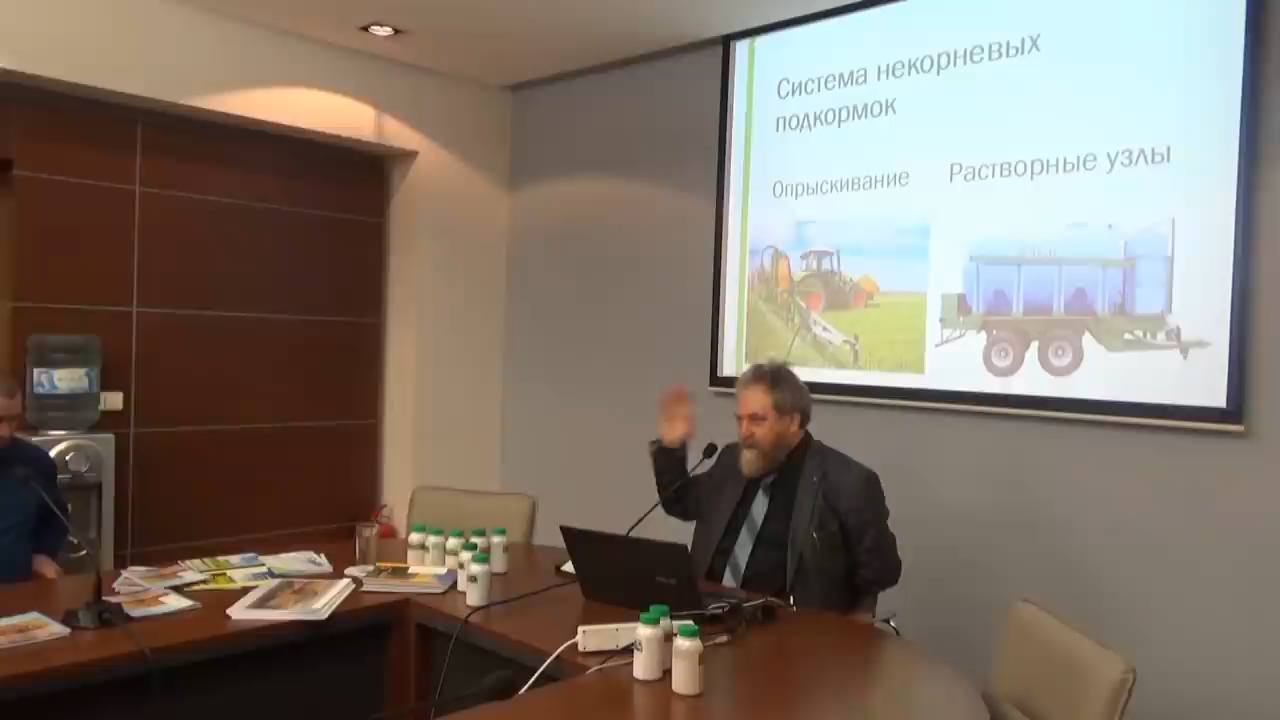 Система некорневых
подкормок
Опрыскивание
Растворные узлы